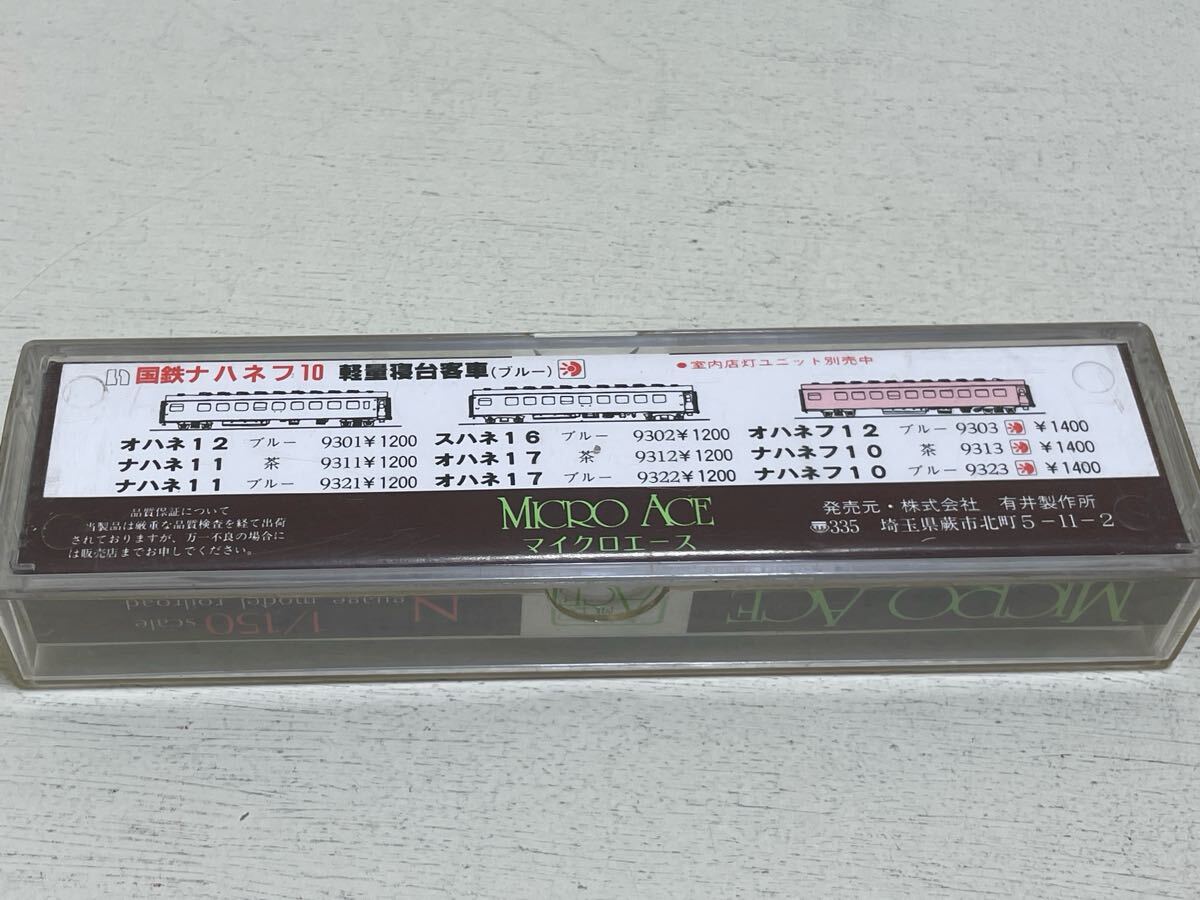 国鉄ナハネフ10 軽量寝台客車(ブルー)
●室内店灯ユニット別売中
オハネ12 ブルー 9301¥1200
ナハネ11 茶 9311¥1200
ナハネ11 ブルー 9321¥1200
スハネ16 ブルー 9302¥1200
オハネ17 茶 9312¥1200
オハネ17 ブルー 9322¥1200
オハネフ12 ブルー 9303 ¥1400
ナハネフ10 茶 9313 ¥1400
ナハネフ10 ブルー 9323 ¥1400
品質保証について
当製品は厳重な品質検査を経て出荷
されておりますが、万一不良の場合に
は販売店までお申してください。
MICRO ACE
マイクロエース
発売元・株式会社 有井製作所
〠335 埼玉県蕨市北町5-11-2
MICRO ACE
ACE
N
guage model railroad
1/150 scale